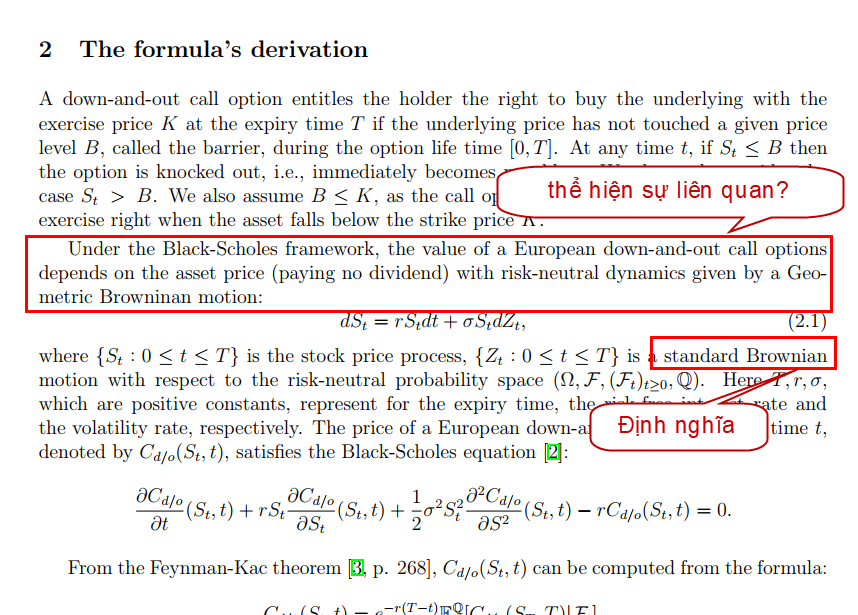 2 The formula's derivation
A down-and-out call option entitles the holder the right to buy the underlying with the
exercise price K at the expiry time T if the underlying price has not touched a given price
level B, called the barrier, during the option life time [0, T]. At any time t, if S_t ≤ B then
the option is knocked out, i.e., immediately becomes
case S_t > B. We also assume B ≤ K, as the call
exercise right when the asset falls below the strike price K.
thể hiện sự liên quan?
Under the Black-Scholes framework, the value of a European down-and-out call options
depends on the asset price (paying no dividend) with risk-neutral dynamics given by a Geo-
metric Browninan motion:
dS_t = rS_tdt + σS_tdZ_t, (2.1)
where {S_t : 0 ≤ t ≤ T} is the stock price process, {Z_t : 0 ≤ t ≤ T} is a standard Brownian
motion with respect to the risk-neutral probability space (Ω, F, (F_t)_{t≥0}, Q). Here T, r, σ,
which are positive constants, represent for the expiry time, the risk-free interest rate and
the volatility rate, respectively. The price of a European down-a time t,
Định nghĩa
denoted by C_{d/o}(S_t, t), satisfies the Black-Scholes equation [2]:
∂C_{d/o}/∂t (S_t, t) + rS_t ∂C_{d/o}/∂S_t (S_t, t) + 1/2 σ²S_t² ∂²C_{d/o}/∂S² (S_t, t) − rC_{d/o}(S_t, t) = 0.
From the Feynman-Kac theorem [3, p. 268], C_{d/o}(S_t, t) can be computed from the formula: